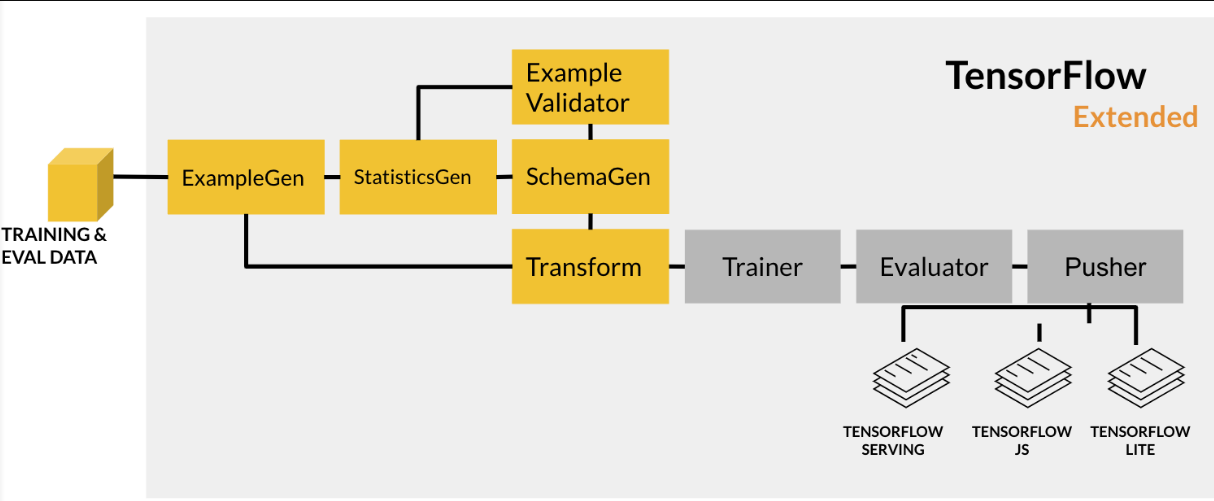 TensorFlow
Extended
Example
Validator
ExampleGen
StatisticsGen
SchemaGen
TRAINING &
EVAL DATA
Transform
Trainer
Evaluator
Pusher
TENSORFLOW
SERVING
TENSORFLOW
JS
TENSORFLOW
LITE